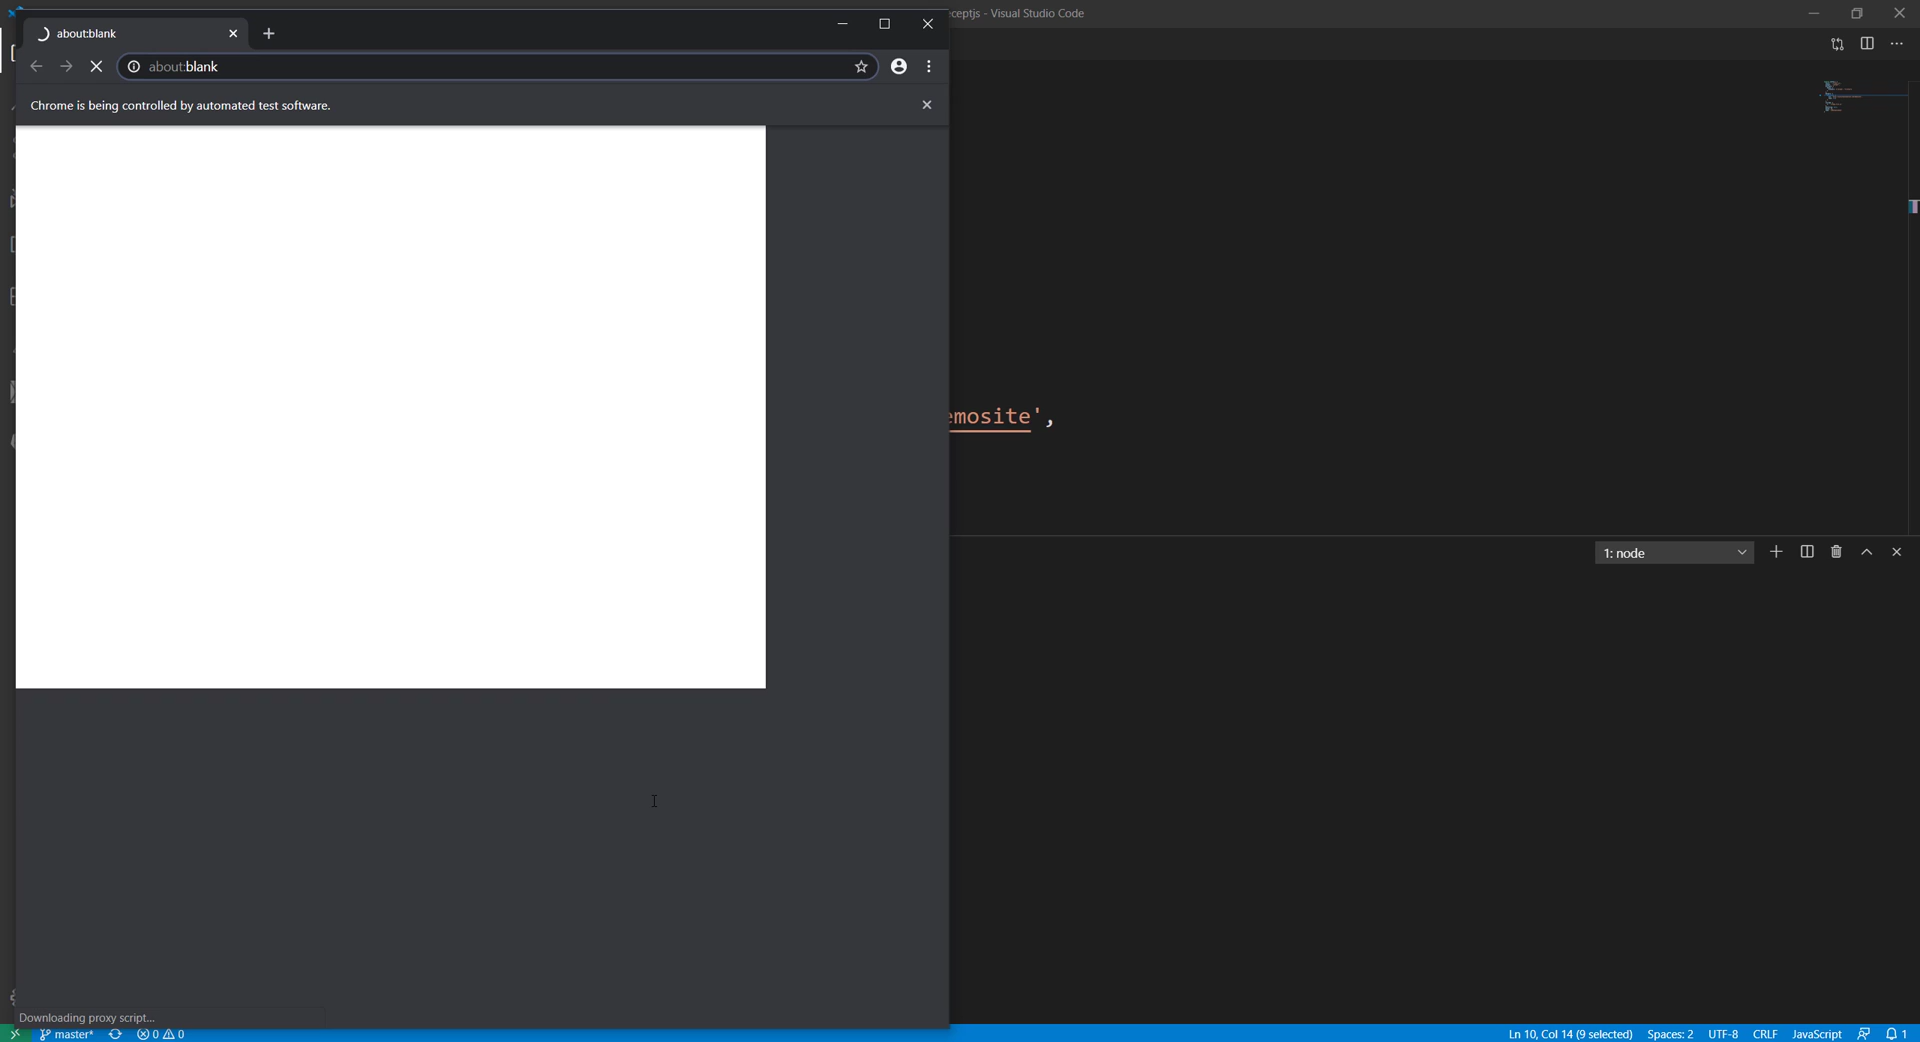 about:blank
ceptjs - Visual Studio Code
about:blank
Chrome is being controlled by automated test software.
emosite',
1: node
Downloading proxy script...
master*
0 0
Ln 10, Col 14 (9 selected)
Spaces: 2
UTF-8
CRLF
JavaScript
1